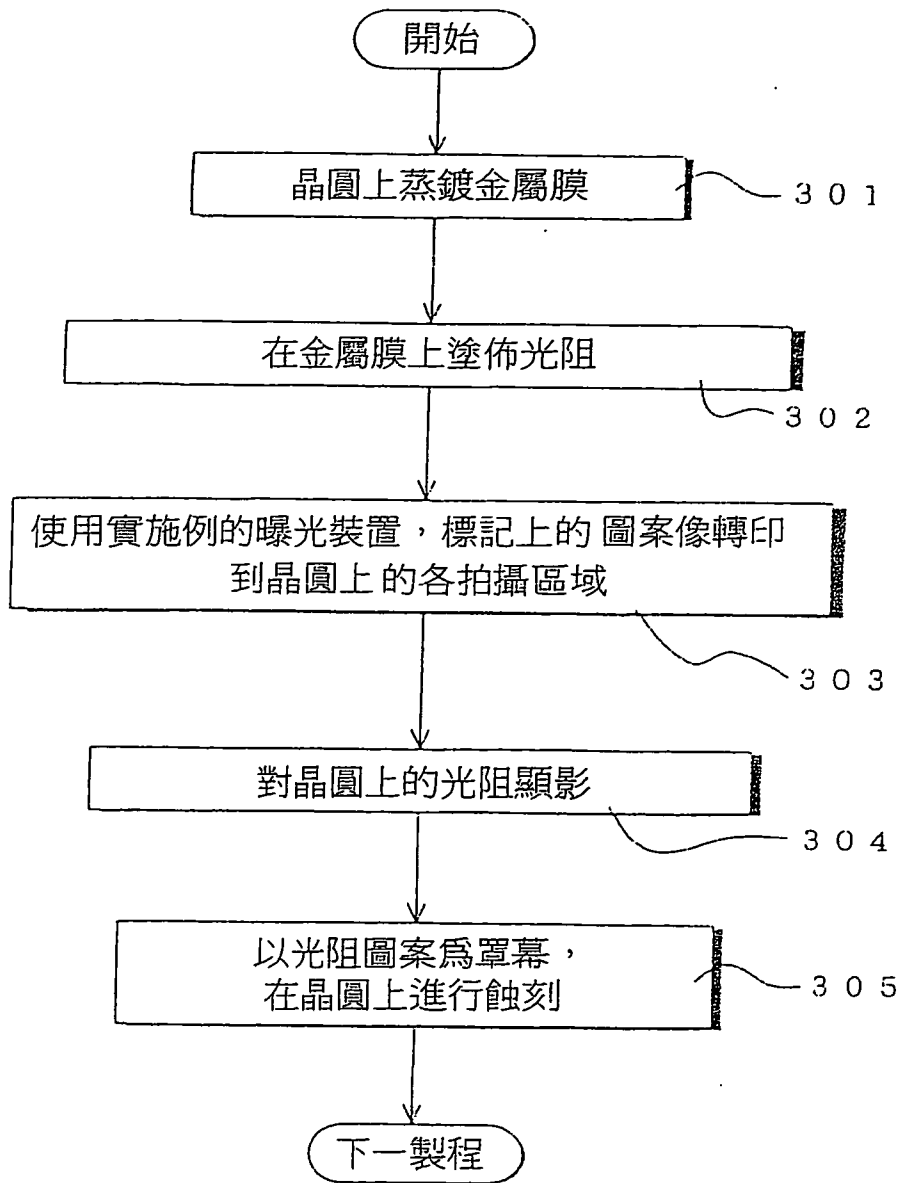 開始
晶圓上蒸鍍金屬膜
301
在金屬膜上塗佈光阻
302
使用實施例的曝光裝置，標記上的圖案像轉印
到晶圓上的各拍攝區域
303
對晶圓上的光阻顯影
304
以光阻圖案爲罩幕，
在晶圓上進行蝕刻
305
下一製程